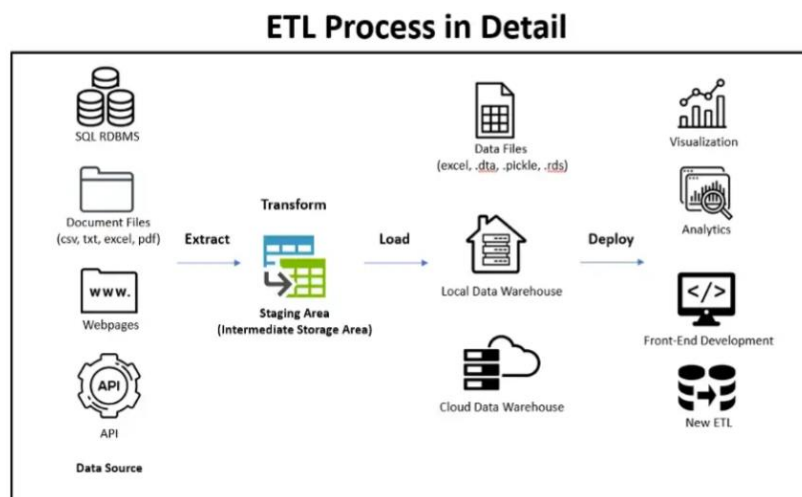 ETL Process in Detail
SQL RDBMS
Document Files
(csv, txt, excel, pdf)
www.
Webpages
API
API
Data Source
Extract
Transform
Staging Area
(Intermediate Storage Area)
Load
Data Files
(excel, .dta, .pickle, .rds)
Local Data Warehouse
Cloud Data Warehouse
Deploy
Visualization
Analytics
</>
Front-End Development
New ETL